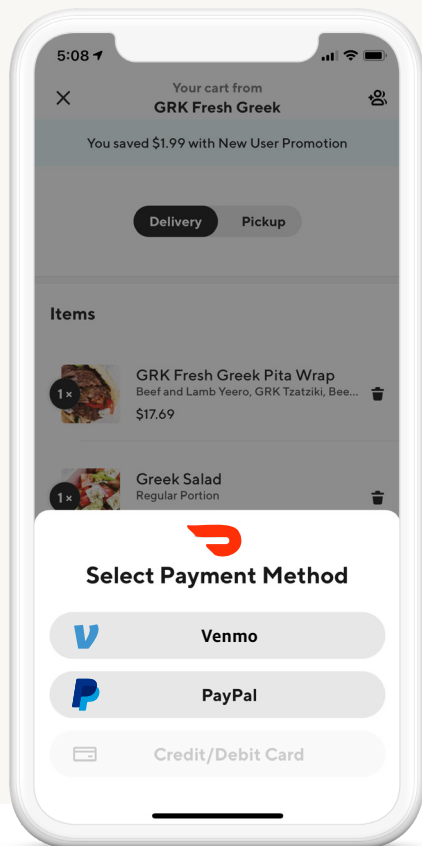 5:08
Your cart from
GRK Fresh Greek
You saved $1.99 with New User Promotion
Delivery Pickup
Items
1×
GRK Fresh Greek Pita Wrap
Beef and Lamb Yeero, GRK Tzatziki, Bee...
$17.69
1×
Greek Salad
Regular Portion
Select Payment Method
Venmo
PayPal
Credit/Debit Card